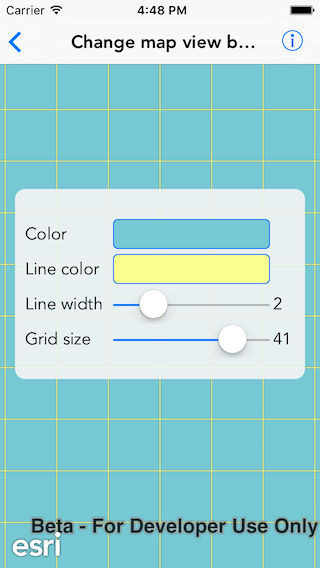 Carrier 4:48 PM
Change map view b...
Color
Line color
Line width 2
Grid size 41
Beta - For Developer Use Only
esri